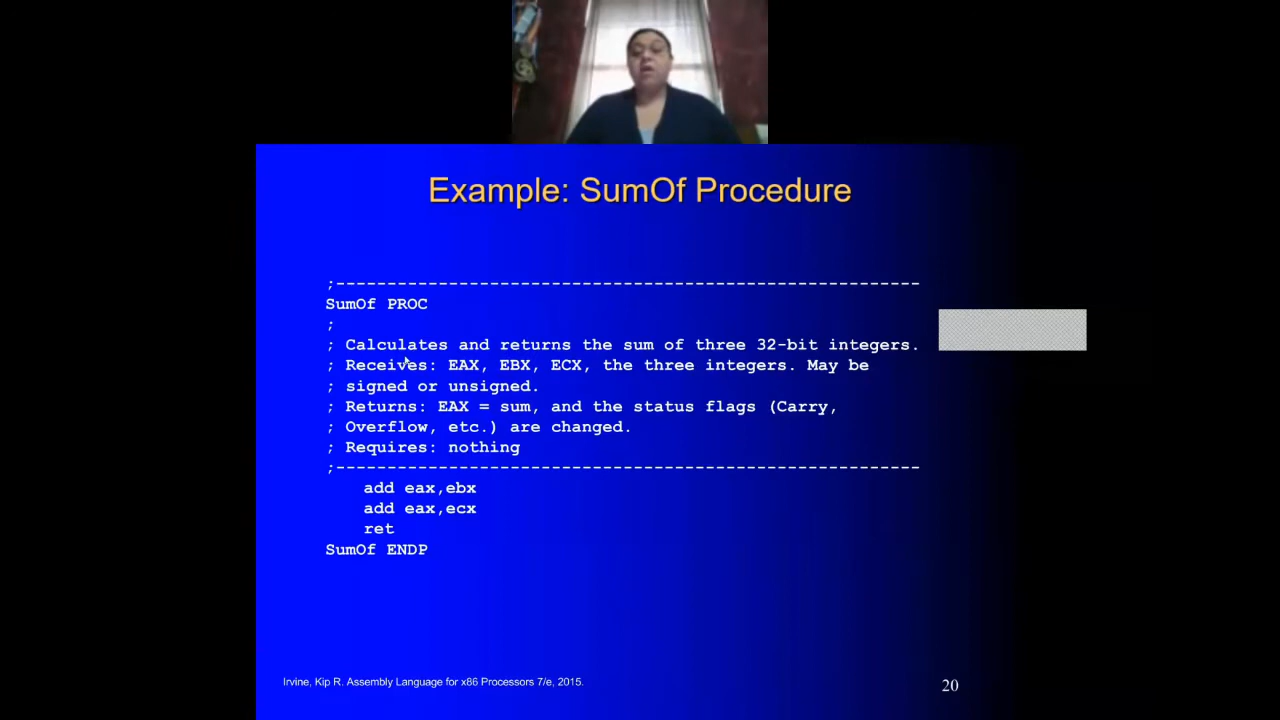 Example: SumOf Procedure
;---------------------------------------------------------
SumOf PROC
;
; Calculates and returns the sum of three 32-bit integers.
; Receives: EAX, EBX, ECX, the three integers. May be
; signed or unsigned.
; Returns: EAX = sum, and the status flags (Carry,
; Overflow, etc.) are changed.
; Requires: nothing
;---------------------------------------------------------
add eax,ebx
add eax,ecx
ret
SumOf ENDP
Irvine, Kip R. Assembly Language for x86 Processors 7/e, 2015.
20